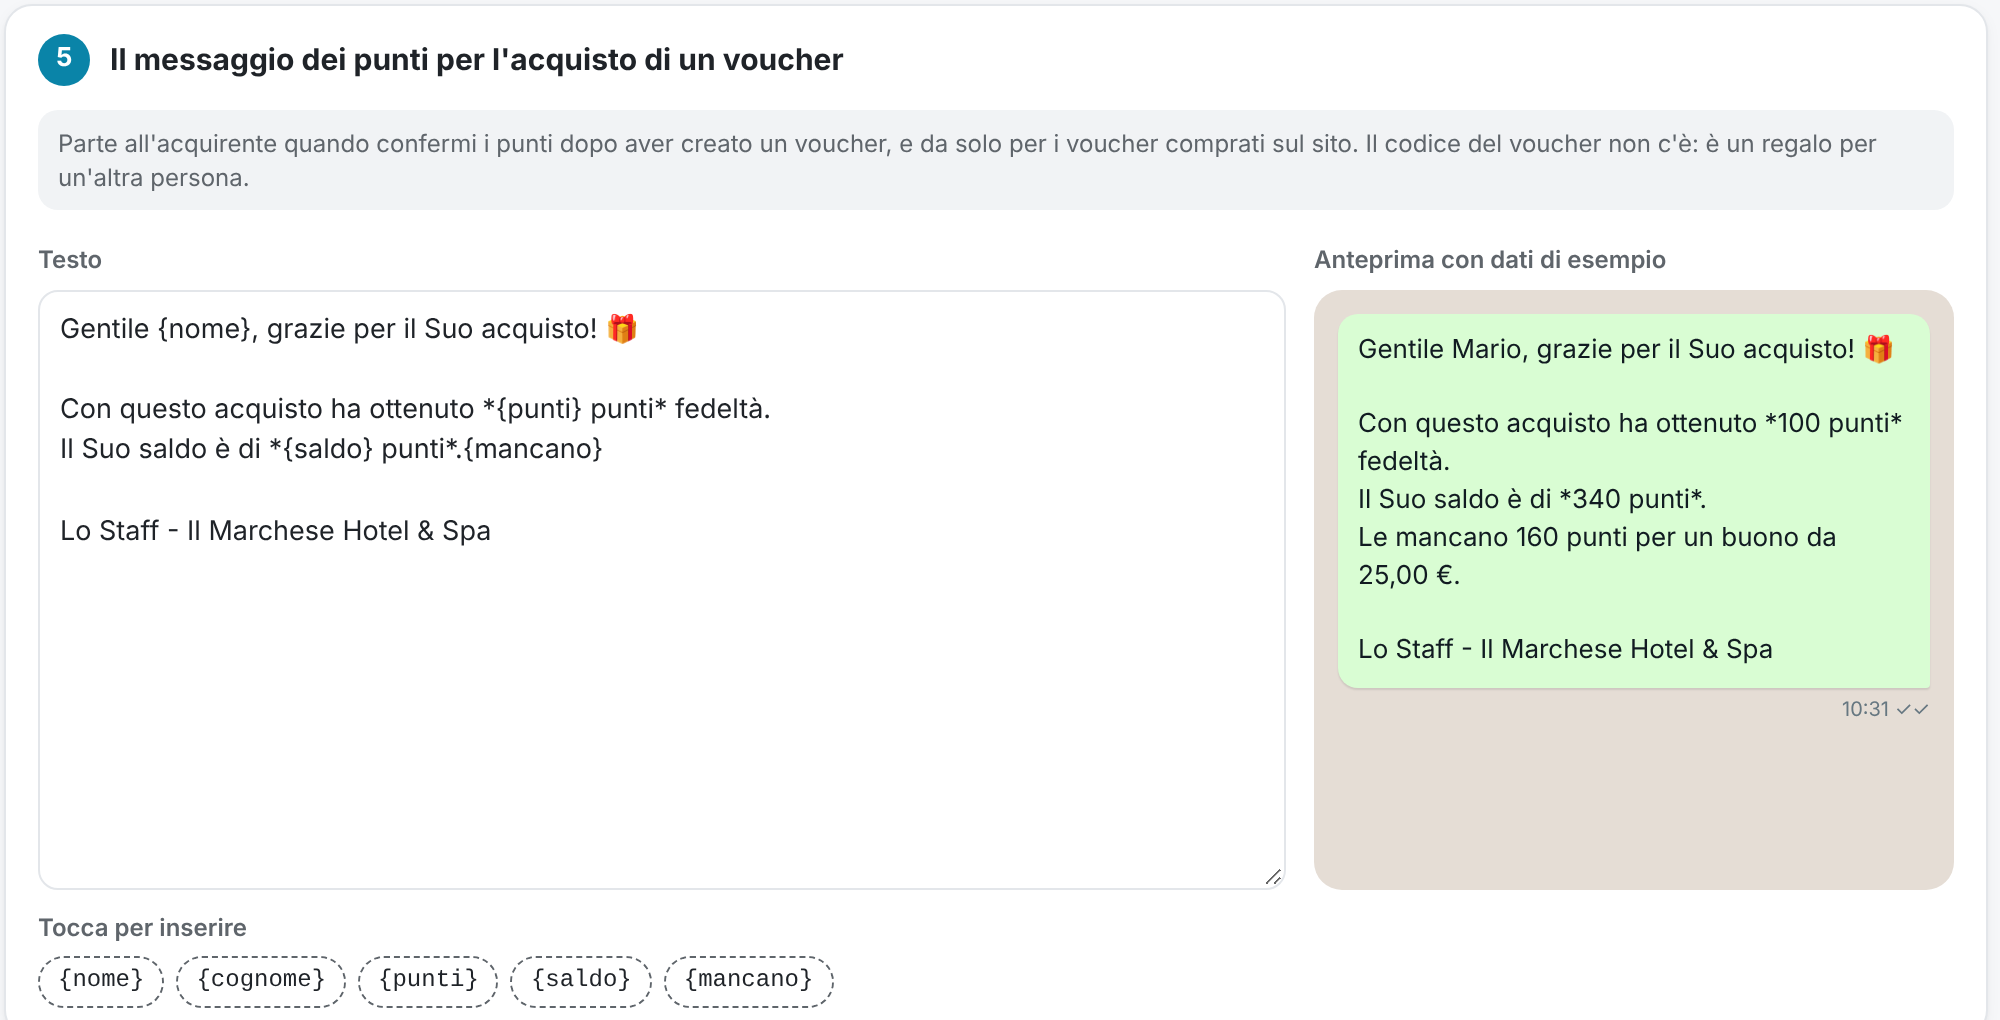 5
Il messaggio dei punti per l'acquisto di un voucher
Parte all'acquirente quando confermi i punti dopo aver creato un voucher, e da solo per i voucher comprati sul sito. Il codice del voucher non c'è: è un regalo per
un'altra persona.
Testo
Gentile {nome}, grazie per il Suo acquisto! 🎁
Con questo acquisto ha ottenuto *{punti} punti* fedeltà.
Il Suo saldo è di *{saldo} punti*.{mancano}
Lo Staff - Il Marchese Hotel & Spa
Anteprima con dati di esempio
Gentile Mario, grazie per il Suo acquisto! 🎁
Con questo acquisto ha ottenuto *100 punti*
fedeltà.
Il Suo saldo è di *340 punti*.
Le mancano 160 punti per un buono da
25,00 €.
Lo Staff - Il Marchese Hotel & Spa
10:31 ✓✓
Tocca per inserire
{nome} {cognome} {punti} {saldo} {mancano}